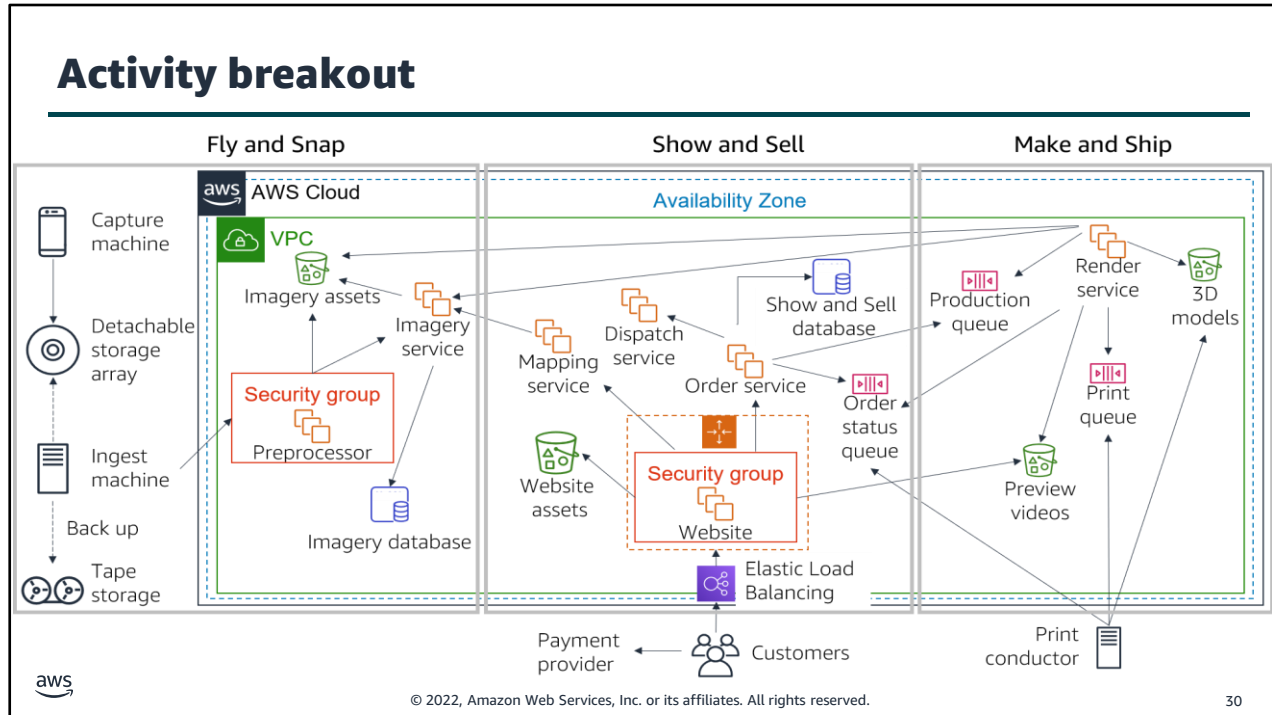 Activity breakout
Fly and Snap
Show and Sell
Make and Ship
aws
AWS Cloud
Availability Zone
VPC
Capture
machine
Detachable
storage
array
Ingest
machine
Back up
Tape
storage
Imagery assets
Imagery
service
Security group
Preprocessor
Imagery database
Mapping
service
Dispatch
service
Show and Sell
database
Order service
Order
status
queue
Website
assets
Security group
Website
Elastic Load
Balancing
Production
queue
Render
service
3D
models
Print
queue
Preview
videos
Payment
provider
Customers
Print
conductor
aws
© 2022, Amazon Web Services, Inc. or its affiliates. All rights reserved.
30